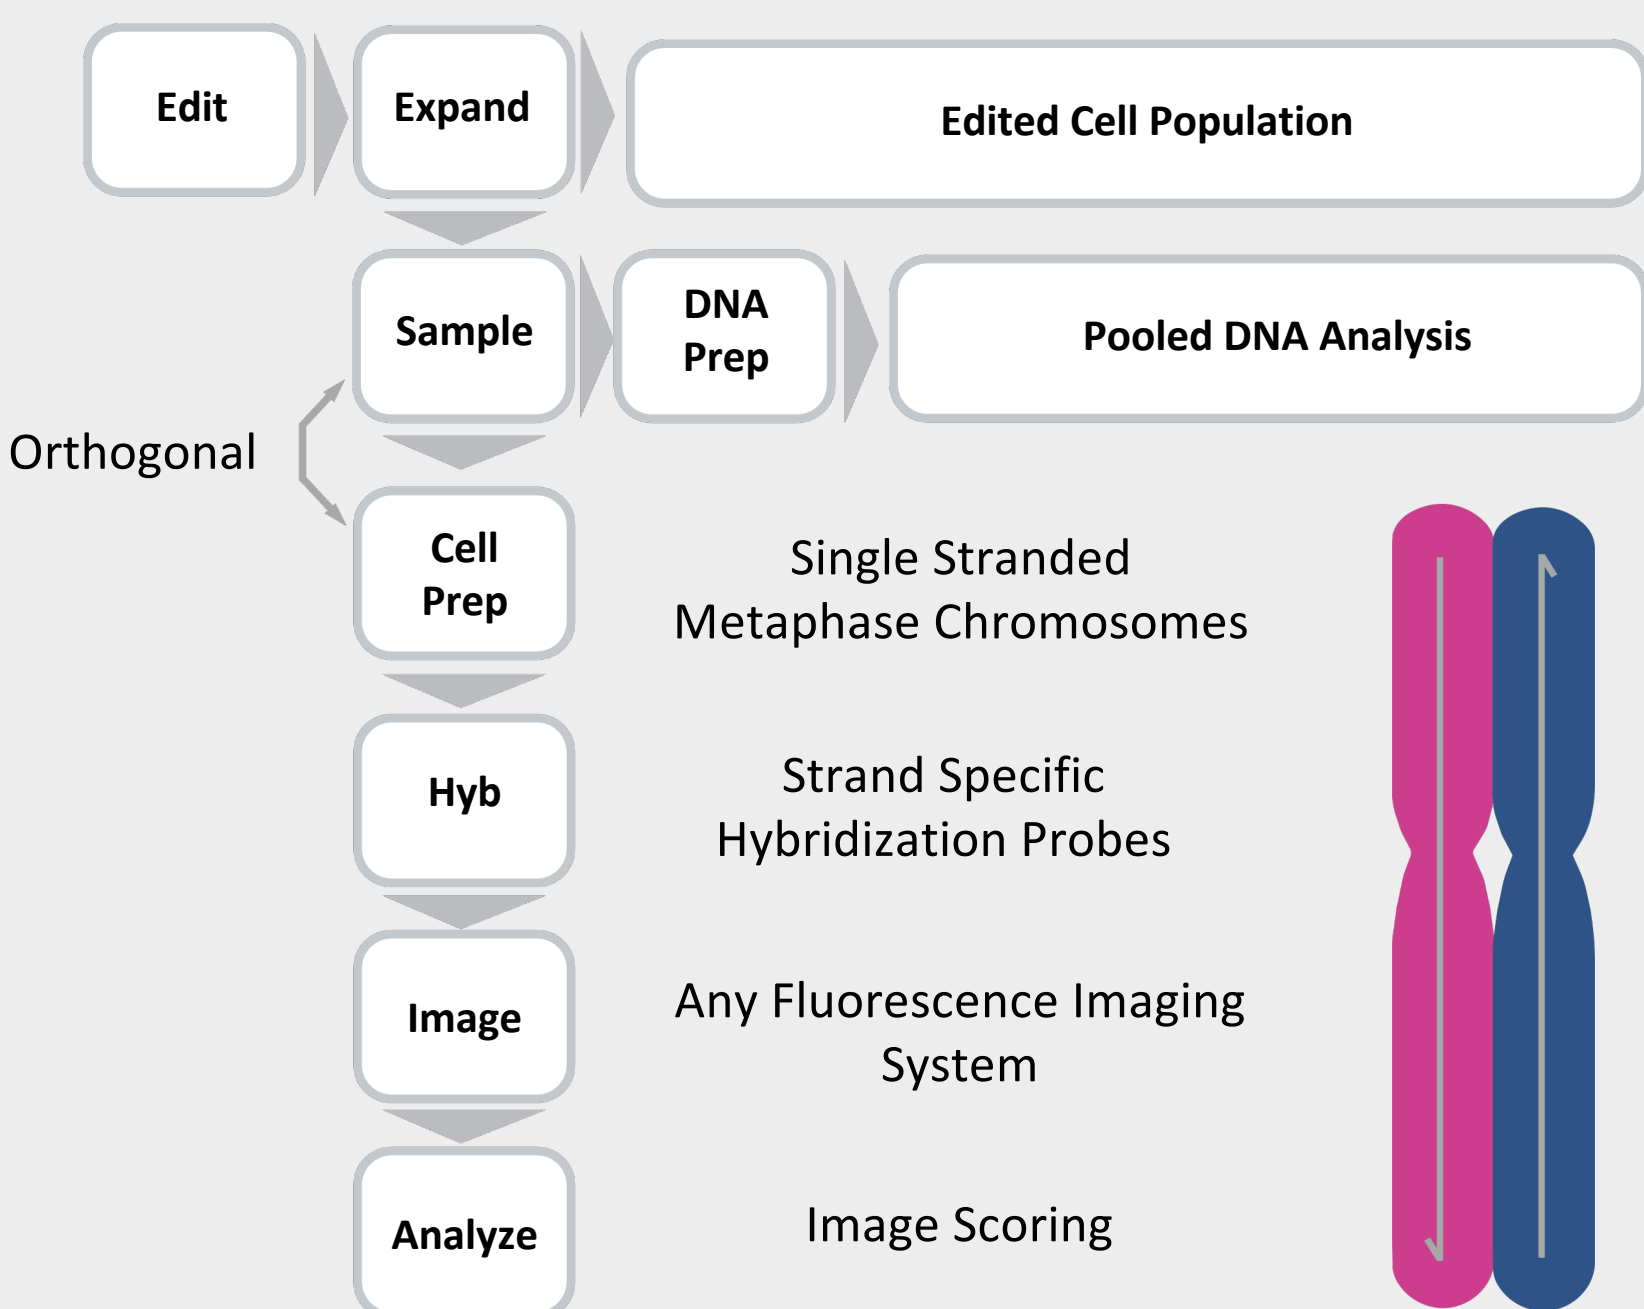 Edit
Expand
Edited Cell Population
Sample
DNA
Prep
Pooled DNA Analysis
Orthogonal
Cell
Prep
Single Stranded
Metaphase Chromosomes
Hyb
Strand Specific
Hybridization Probes
Image
Any Fluorescence Imaging
System
Analyze
Image Scoring